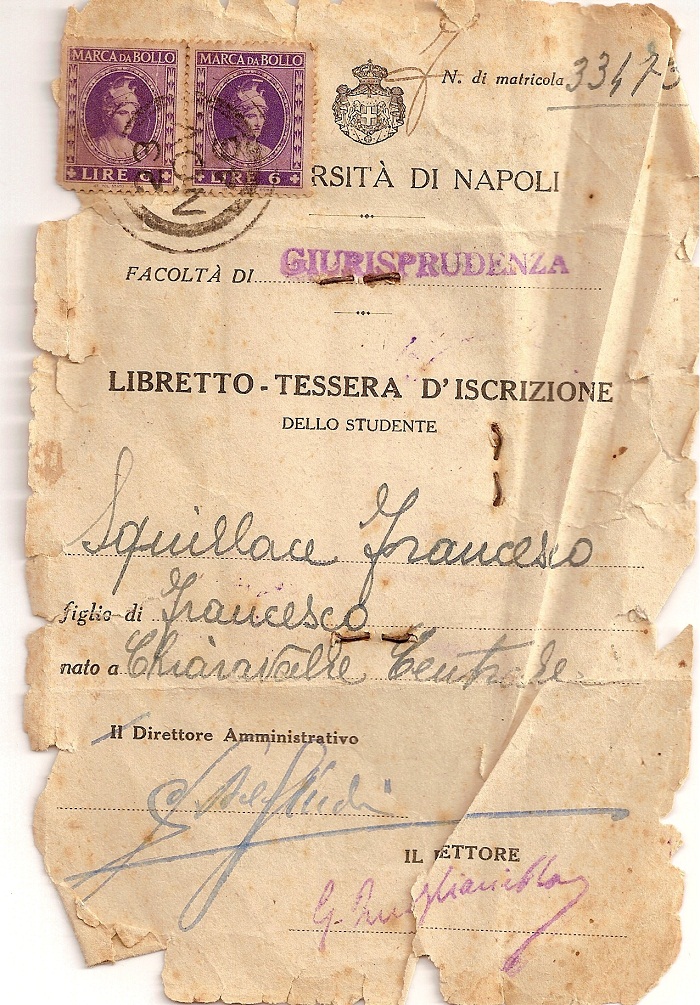 MARCA DA BOLLO MARCA DA BOLLO
LIRE 6 LIRE 6
N. di matricola 33473
RSITÀ DI NAPOLI
FACOLTÀ DI GIURISPRUDENZA
LIBRETTO-TESSERA D'ISCRIZIONE
DELLO STUDENTE
Squillace Francesco
figlio di Francesco
nato a Chiaravalle Centrale
Il Direttore Amministrativo
IL RETTORE